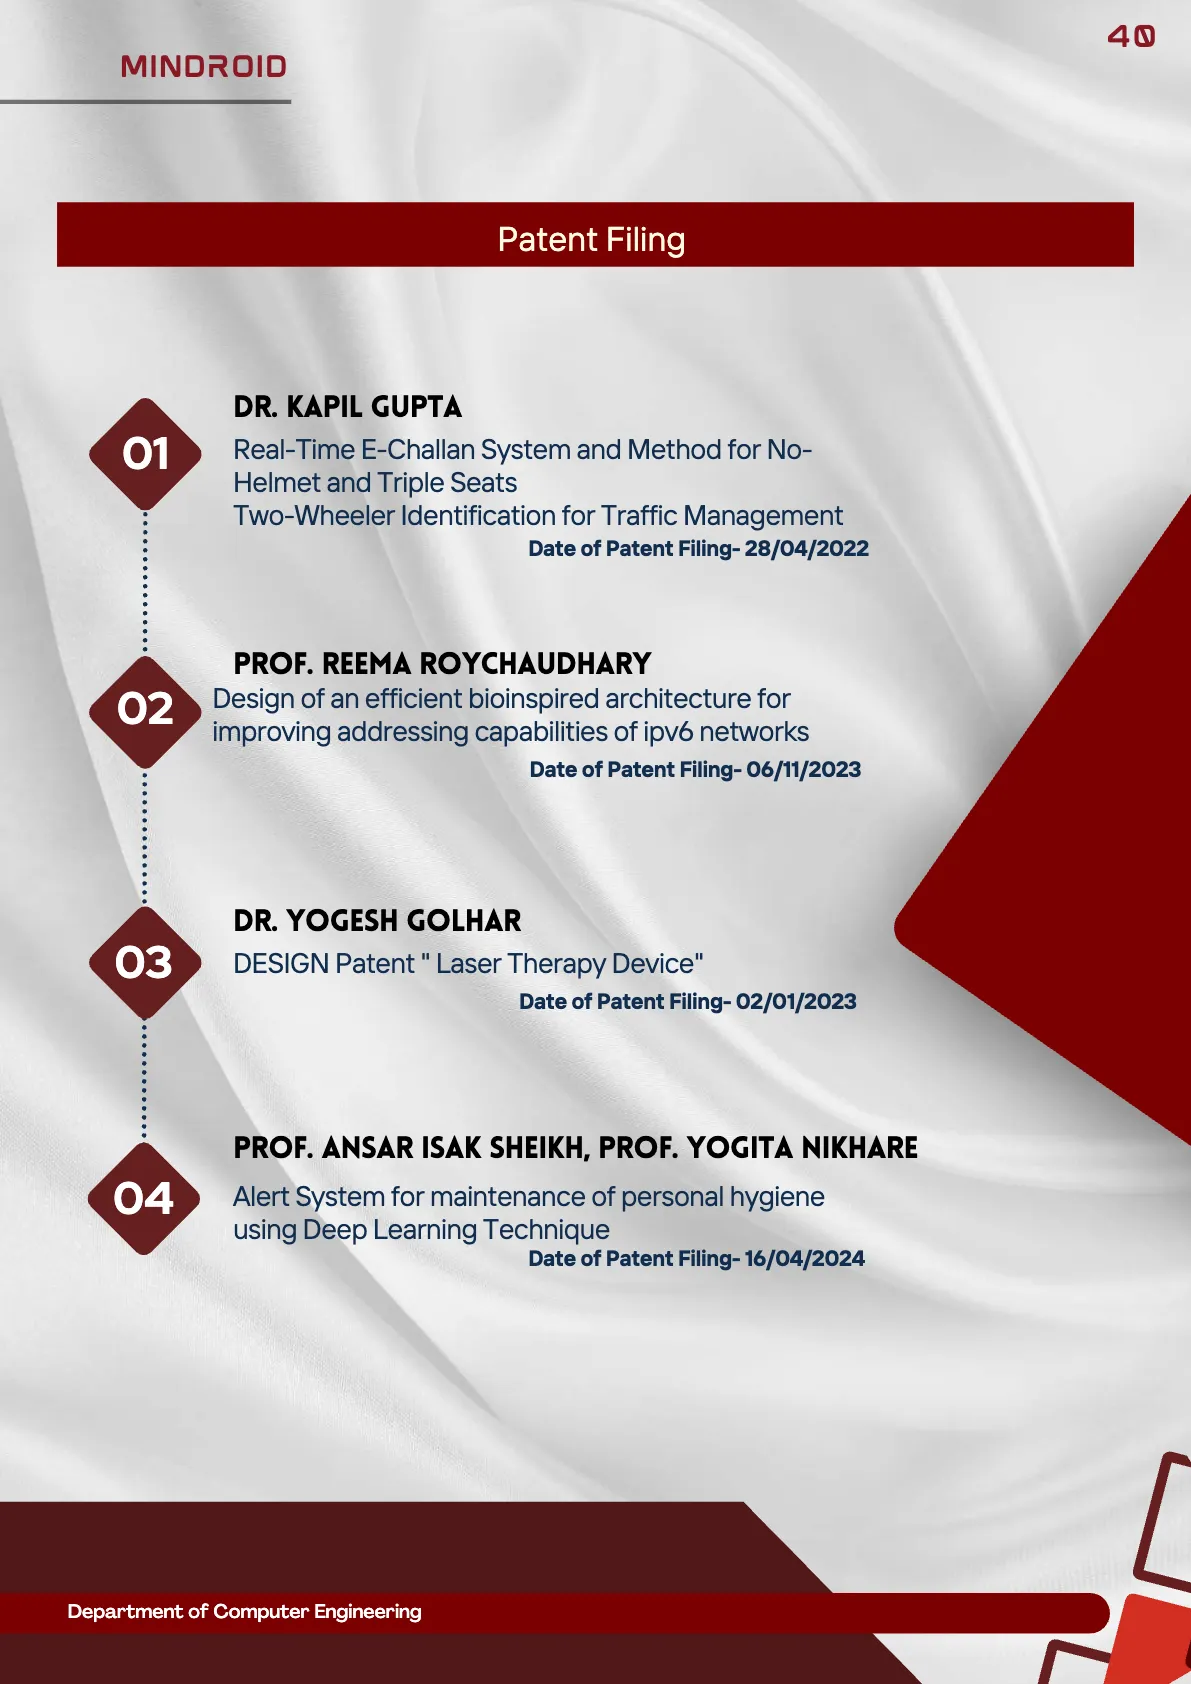 40
MINDROID
Patent Filing
01
DR. KAPIL GUPTA
Real-Time E-Challan System and Method for No-
Helmet and Triple Seats
Two-Wheeler Identification for Traffic Management
Date of Patent Filing- 28/04/2022
02
PROF. REEMA ROYCHAUDHARY
Design of an efficient bioinspired architecture for
improving addressing capabilities of ipv6 networks
Date of Patent Filing- 06/11/2023
03
DR. YOGESH GOLHAR
DESIGN Patent " Laser Therapy Device"
Date of Patent Filing- 02/01/2023
04
PROF. ANSAR ISAK SHEIKH, PROF. YOGITA NIKHARE
Alert System for maintenance of personal hygiene
using Deep Learning Technique
Date of Patent Filing- 16/04/2024
Department of Computer Engineering